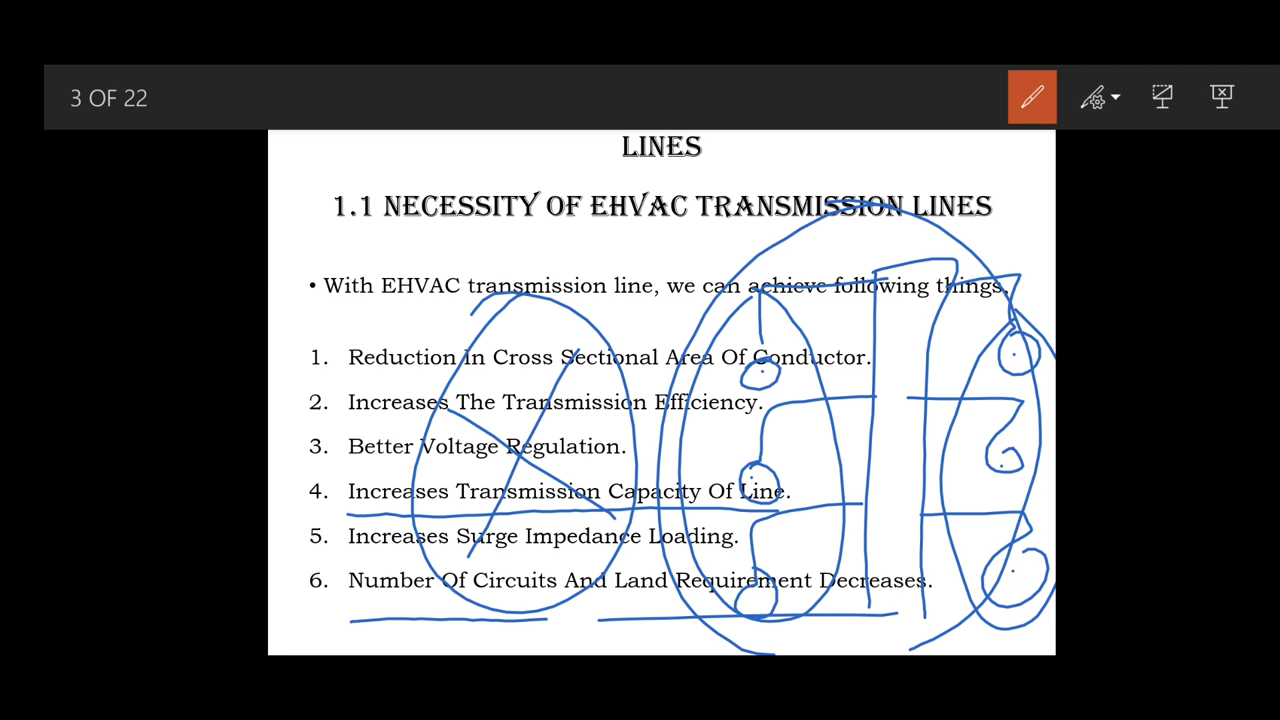 3 OF 22
LINES
1.1 NECESSITY OF EHVAC TRANSMISSION LINES
• With EHVAC transmission line, we can achieve following things.
1. Reduction In Cross Sectional Area Of Conductor.
2. Increases The Transmission Efficiency.
3. Better Voltage Regulation.
4. Increases Transmission Capacity Of Line.
5. Increases Surge Impedance Loading.
6. Number Of Circuits And Land Requirement Decreases.